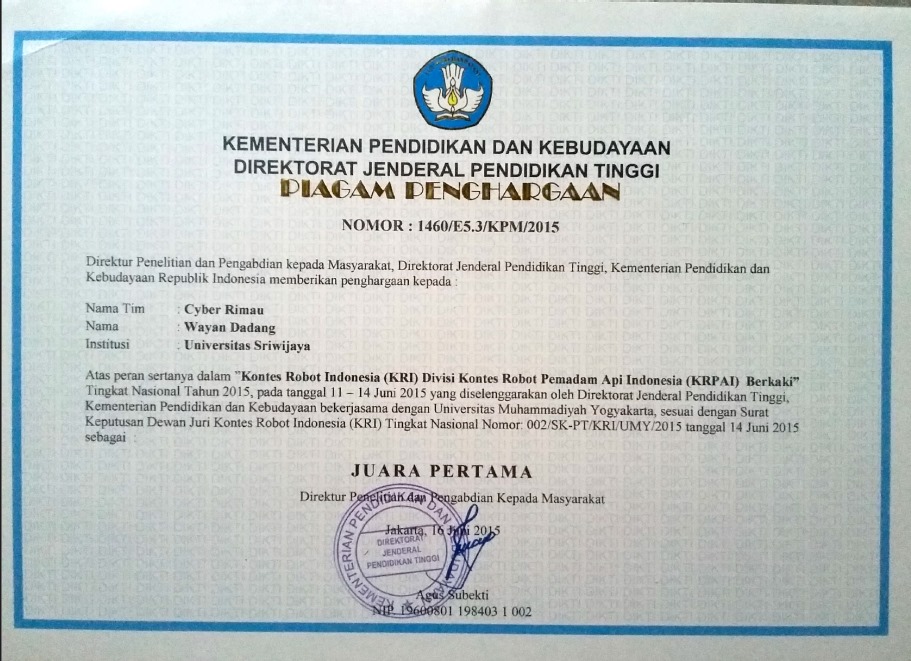 KEMENTERIAN PENDIDIKAN DAN KEBUDAYAAN
DIREKTORAT JENDERAL PENDIDIKAN TINGGI
PIAGAM PENGHARGAAN
NOMOR : 1460/E5.3/KPM/2015
Direktur Penelitian dan Pengabdian kepada Masyarakat, Direktorat Jenderal Pendidikan Tinggi, Kementerian Pendidikan dan
Kebudayaan Republik Indonesia memberikan penghargaan kepada :
Nama Tim : Cyber Rimau
Nama : Wayan Dadang
Institusi : Universitas Sriwijaya
Atas peran sertanya dalam "Kontes Robot Indonesia (KRI) Divisi Kontes Robot Pemadam Api Indonesia (KRPAI) Berkaki"
Tingkat Nasional Tahun 2015, pada tanggal 11 – 14 Juni 2015 yang diselenggarakan oleh Direktorat Jenderal Pendidikan Tinggi,
Kementerian Pendidikan dan Kebudayaan bekerjasama dengan Universitas Muhammadiyah Yogyakarta, sesuai dengan Surat
Keputusan Dewan Juri Kontes Robot Indonesia (KRI) Tingkat Nasional Nomor: 002/SK-PT/KRI/UMY/2015 tanggal 14 Juni 2015
sebagai :
JUARA PERTAMA
Direktur Penelitian dan Pengabdian Kepada Masyarakat
Jakarta, 16 Juni 2015
KEMENTERIAN PENDIDIKAN DAN KEBUDAYAAN
DIREKTORAT
JENDERAL
PENDIDIKAN TINGGI
Agus Subekti
NIP. 19600801 198403 1 002